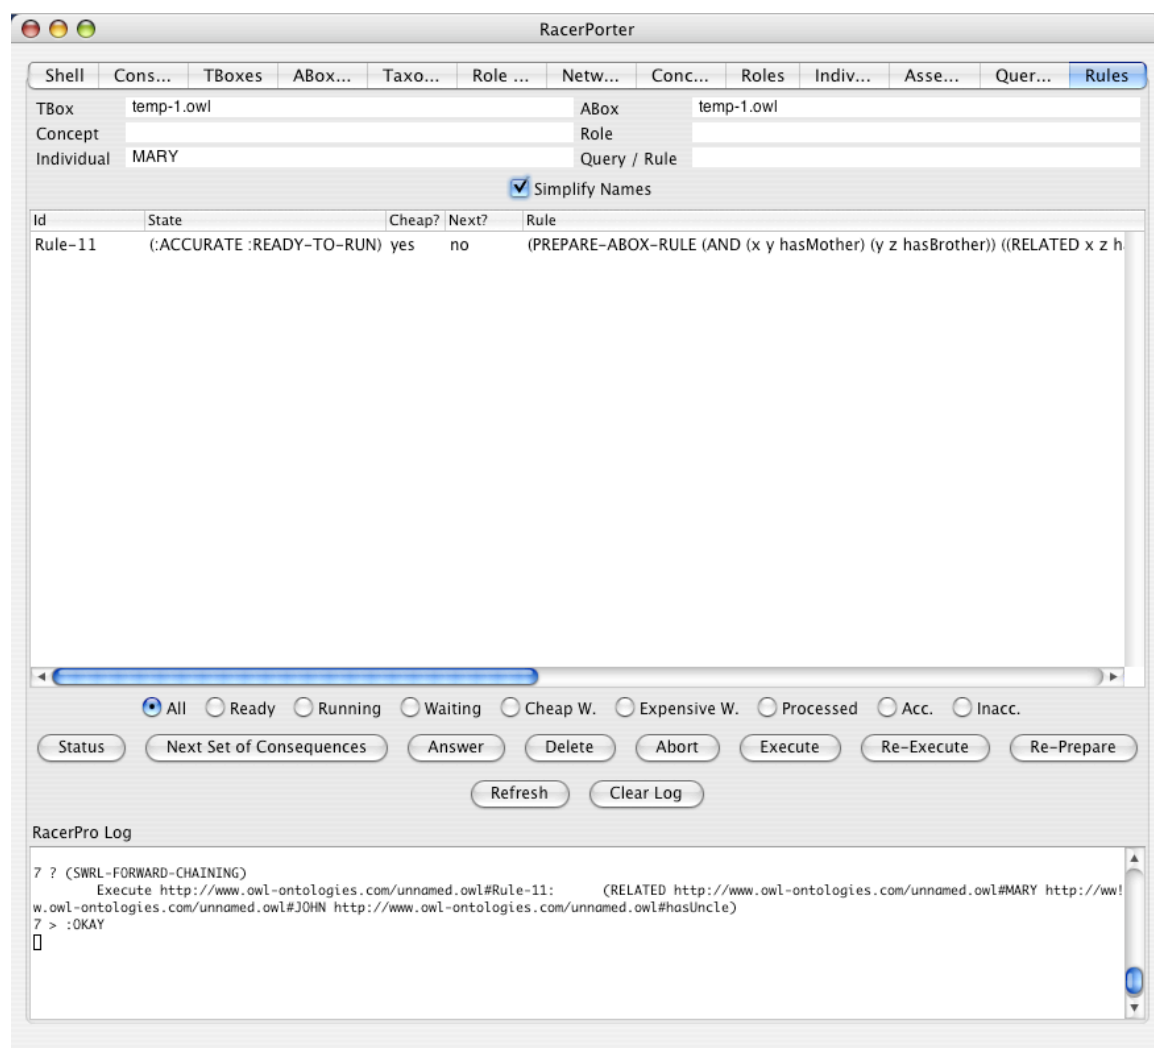 RacerPorter
Shell Cons... TBoxes ABox... Taxo... Role ... Netw... Conc... Roles Indiv... Asse... Quer... Rules
TBox temp-1.owl ABox temp-1.owl
Concept Role
Individual MARY Query / Rule
Simplify Names
Id State Cheap? Next? Rule
Rule-11 (:ACCURATE :READY-TO-RUN) yes no (PREPARE-ABOX-RULE (AND (x y hasMother) (y z hasBrother)) ((RELATED x z h
All Ready Running Waiting Cheap W. Expensive W. Processed Acc. Inacc.
Status Next Set of Consequences Answer Delete Abort Execute Re-Execute Re-Prepare
Refresh Clear Log
RacerPro Log
7 ? (SWRL-FORWARD-CHAINING)
Execute http://www.owl-ontologies.com/unnamed.owl#Rule-11: (RELATED http://www.owl-ontologies.com/unnamed.owl#MARY http://ww!
w.owl-ontologies.com/unnamed.owl#JOHN http://www.owl-ontologies.com/unnamed.owl#hasUncle)
7 > :OKAY